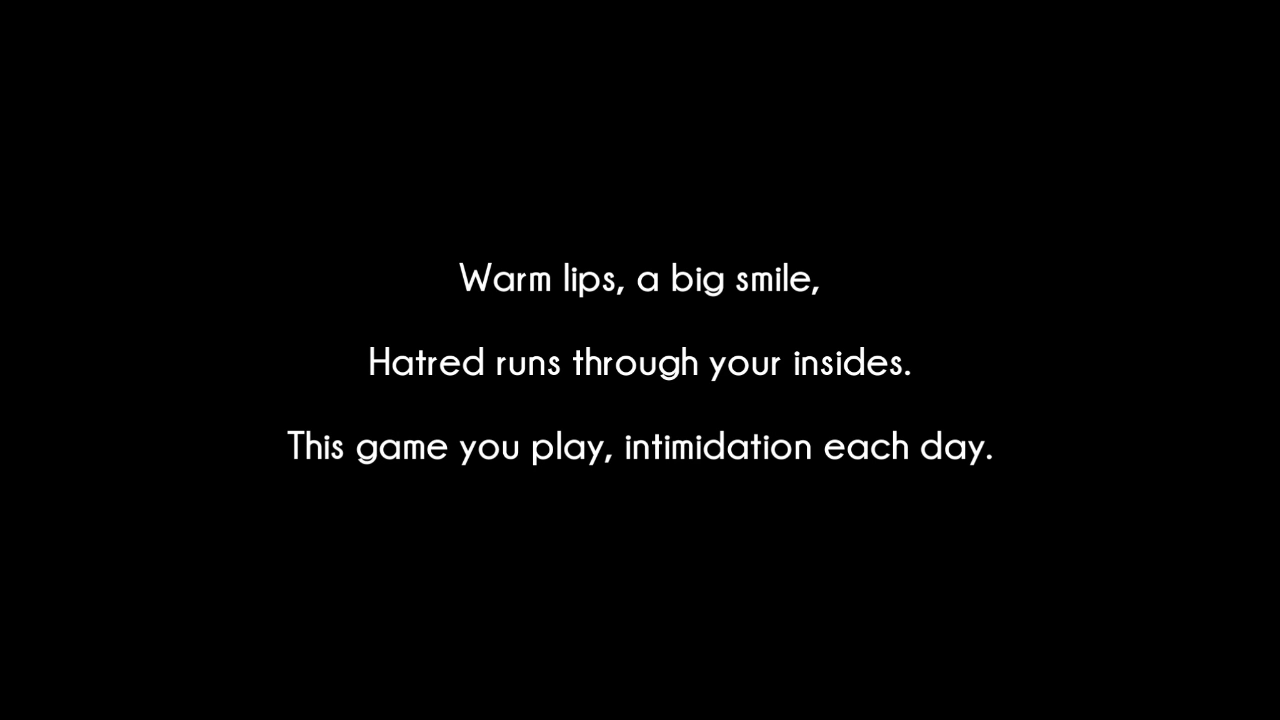 Warm lips, a big smile,
Hatred runs through your insides.
This game you play, intimidation each day.